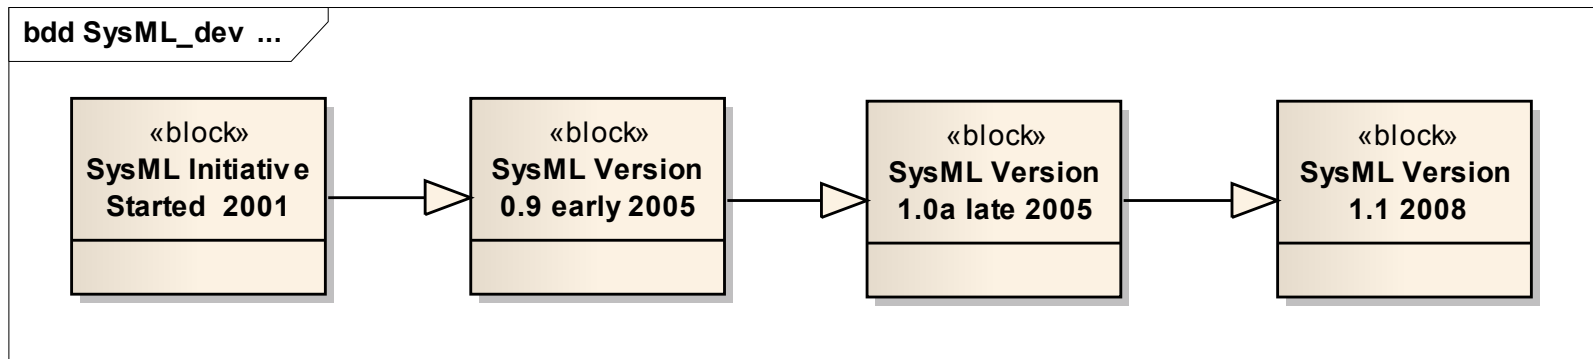 bdd SysML_dev ...
«block»
SysML Initiative
Started 2001
«block»
SysML Version
0.9 early 2005
«block»
SysML Version
1.0a late 2005
«block»
SysML Version
1.1 2008